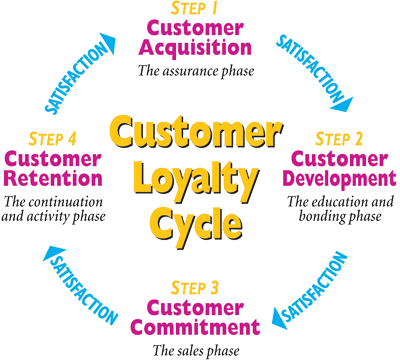 STEP 1
Customer
Acquisition
The assurance phase
SATISFACTION
SATISFACTION
STEP 4
Customer
Retention
The continuation
and activity phase
Customer
Loyalty
Cycle
STEP 2
Customer
Development
The education and
bonding phase
SATISFACTION
SATISFACTION
STEP 3
Customer
Commitment
The sales phase